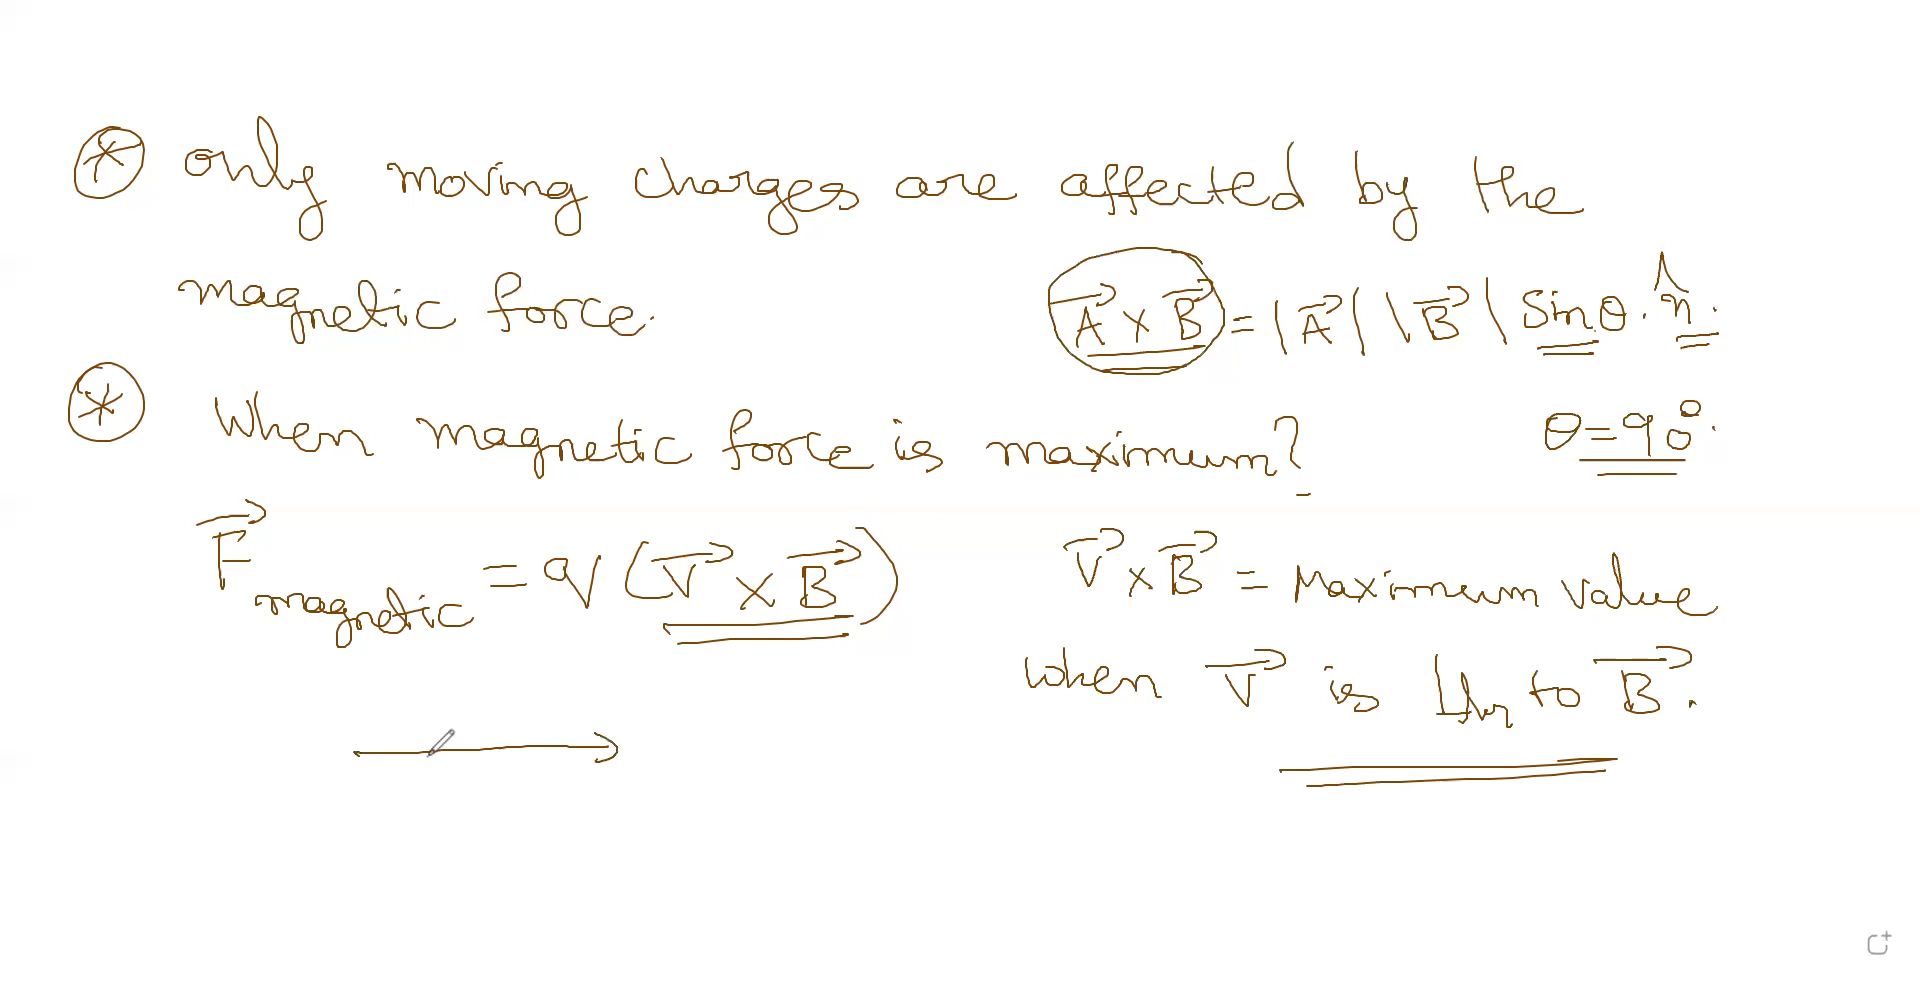 * only moving charges are affected by the
magnetic force.
A⃗ × B⃗ = |A⃗| |B⃗| sinθ. n̂.
* When magnetic force is maximum?
θ = 90°.
F⃗magnetic = q (V⃗ × B⃗)
V⃗ × B⃗ = Maximum value
when V⃗ is ⊥r to B⃗.